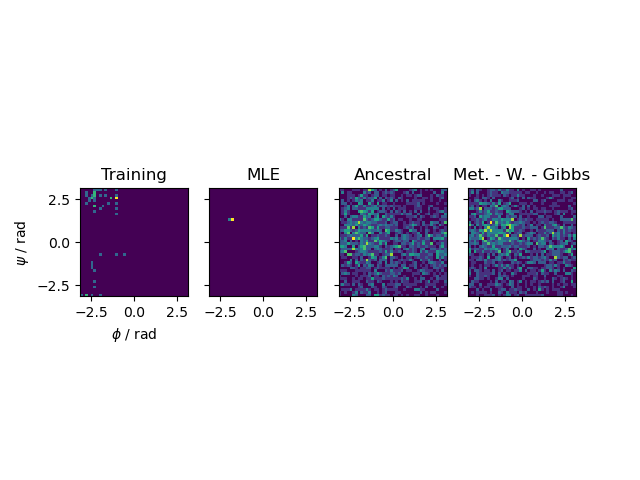 Training MLE Ancestral Met. - W. - Gibbs
ψ / rad
2.5
0.0
−2.5
−2.5 0.0 2.5 −2.5 0.0 2.5 −2.5 0.0 2.5 −2.5 0.0 2.5
ϕ / rad